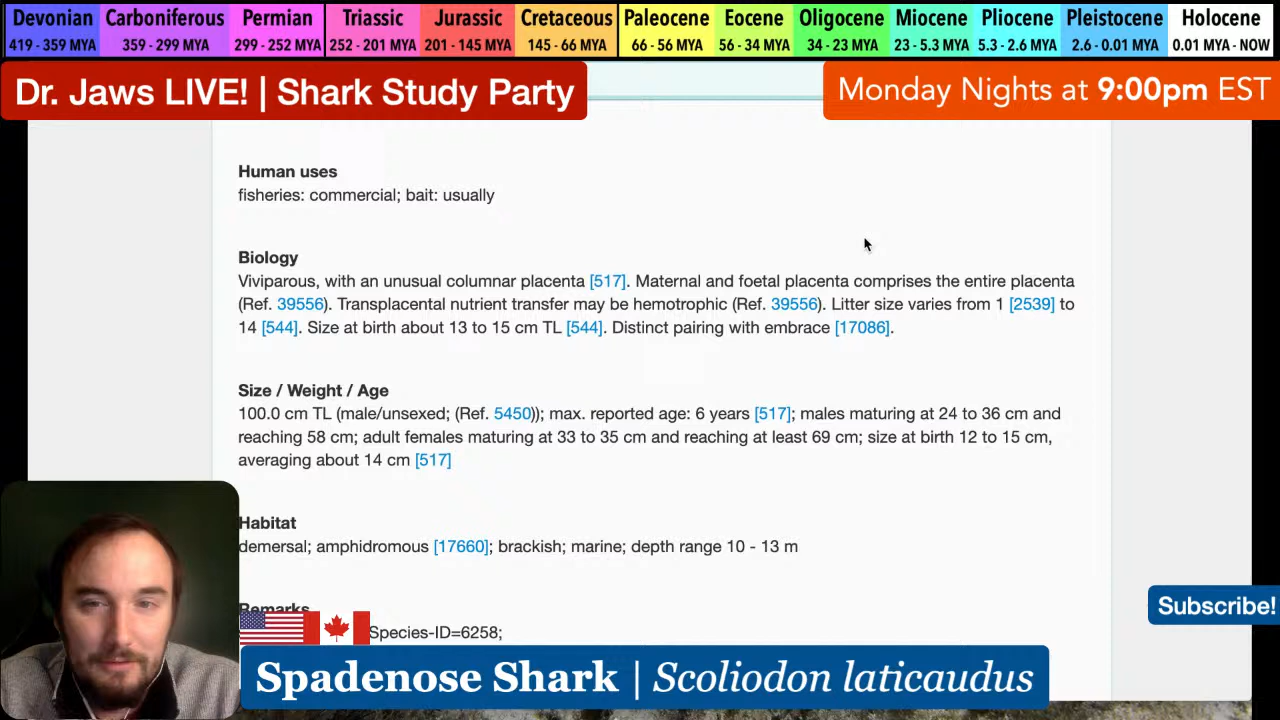 Devonian Carboniferous Permian Triassic Jurassic Cretaceous Paleocene Eocene Oligocene Miocene Pliocene Pleistocene Holocene
419 - 359 MYA 359 - 299 MYA 299 - 252 MYA 252 - 201 MYA 201 - 145 MYA 145 - 66 MYA 66 - 56 MYA 56 - 34 MYA 34 - 23 MYA 23 - 5.3 MYA 5.3 - 2.6 MYA 2.6 - 0.01 MYA 0.01 MYA - NOW
Dr. Jaws LIVE! | Shark Study Party
Monday Nights at 9:00pm EST
Human uses
fisheries: commercial; bait: usually
Biology
Viviparous, with an unusual columnar placenta [517]. Maternal and foetal placenta comprises the entire placenta
(Ref. 39556). Transplacental nutrient transfer may be hemotrophic (Ref. 39556). Litter size varies from 1 [2539] to
14 [544]. Size at birth about 13 to 15 cm TL [544]. Distinct pairing with embrace [17086].
Size / Weight / Age
100.0 cm TL (male/unsexed; (Ref. 5450)); max. reported age: 6 years [517]; males maturing at 24 to 36 cm and
reaching 58 cm; adult females maturing at 33 to 35 cm and reaching at least 69 cm; size at birth 12 to 15 cm,
averaging about 14 cm [517]
Habitat
demersal; amphidromous [17660]; brackish; marine; depth range 10 - 13 m
Remarks
Species-ID=6258;
Subscribe!
Spadenose Shark | Scoliodon laticaudus